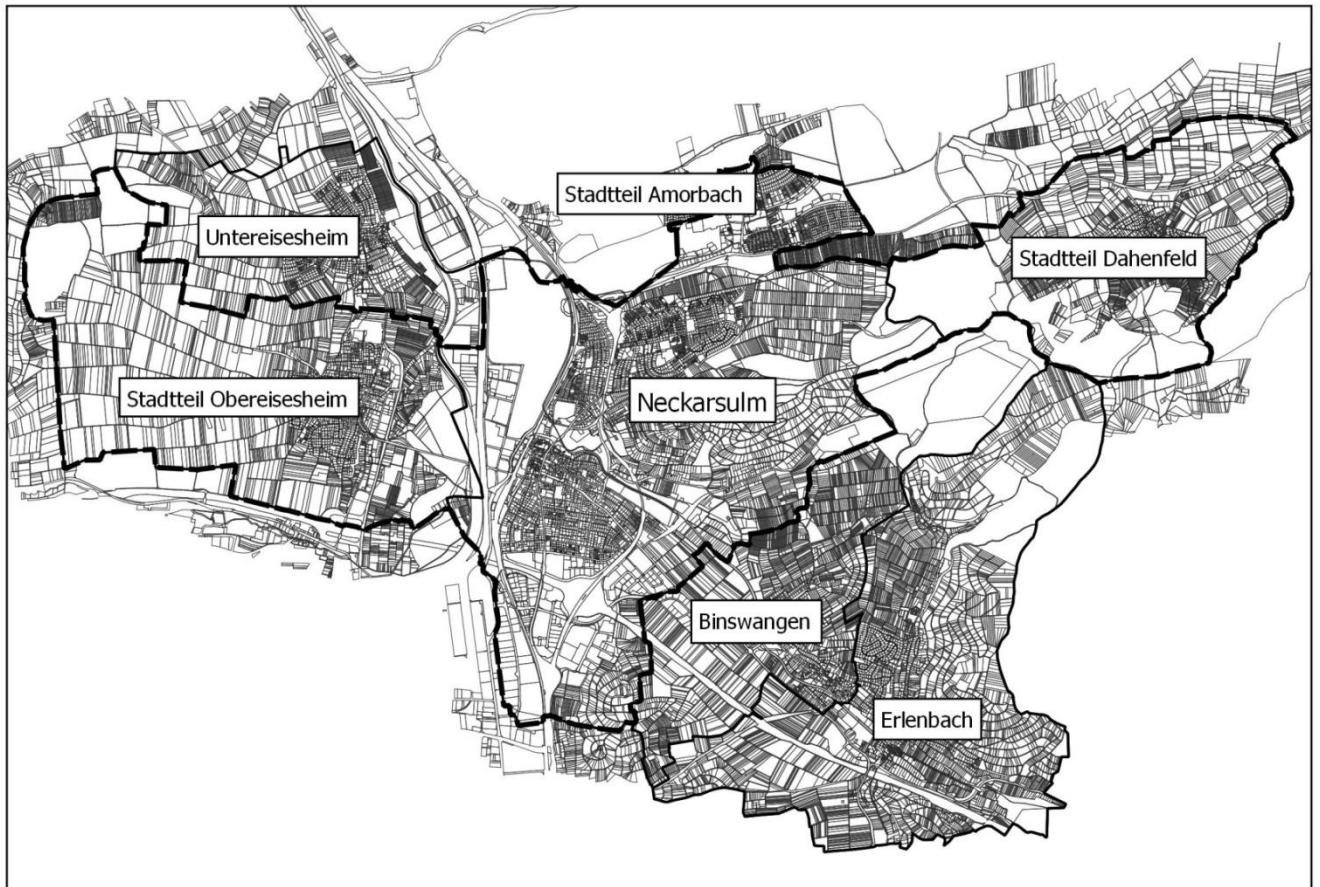 Stadtteil Amorbach
Untereisesheim
Stadtteil Dahenfeld
Stadtteil Obereisesheim
Neckarsulm
Binswangen
Erlenbach